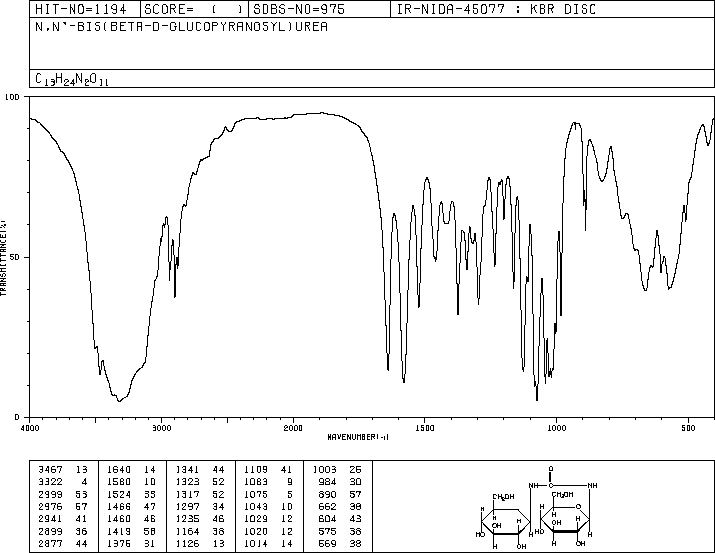 HIT-NO=1194 SCORE= ( ) SDBS-NO=975 IR-NIDA-45077 : KBR DISC
N,N'-BIS(BETA-D-GLUCOPYRANOSYL)UREA
C13H24N2O11
100
50
0
TRANSMITTANCE(%)
4000 3000 2000 1500 1000 500
WAVENUMBER(-1)
3467 13 1640 14 1341 44 1109 41 1003 26
3322 4 1580 10 1323 52 1083 9 984 30
2999 53 1524 33 1317 52 1075 5 890 57
2976 57 1466 47 1297 34 1043 10 662 38
2941 41 1460 46 1235 46 1029 12 604 43
2899 36 1419 58 1164 38 1020 12 575 38
2877 44 1376 31 1126 13 1014 14 569 38
O
NH C NH
CH2OH CH2OH
O
OH OH
HO OH HO
OH OH